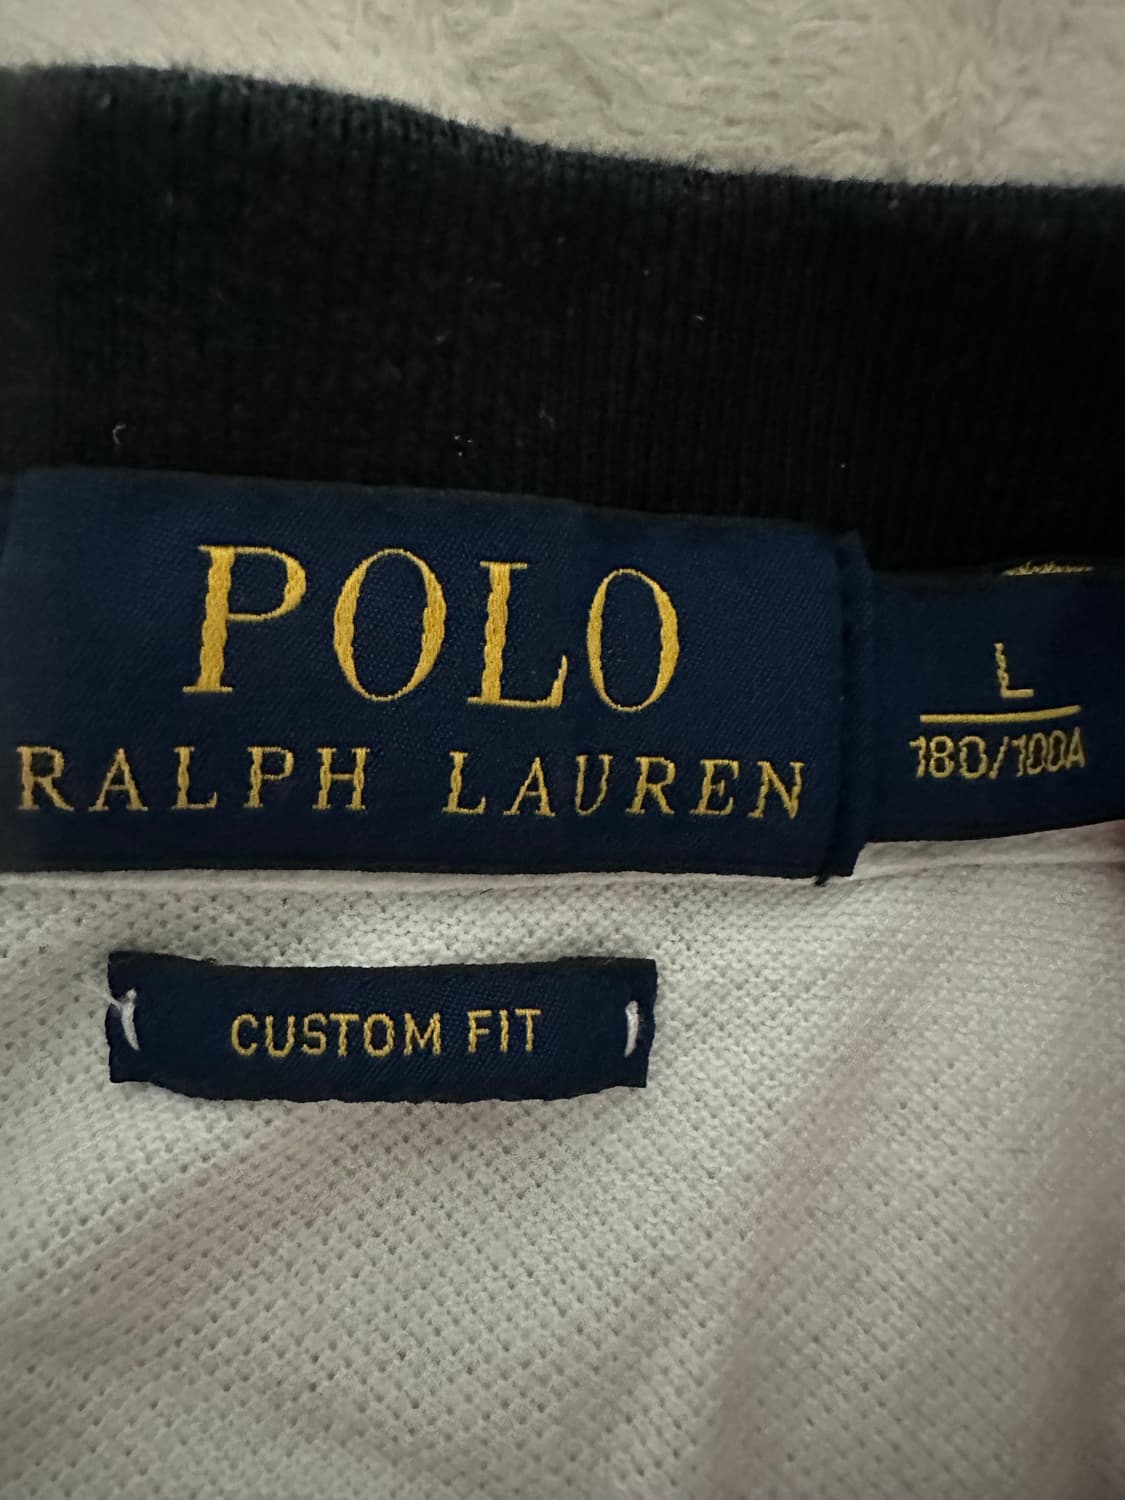 POLO
RALPH LAUREN
L
180/100A
CUSTOM FIT